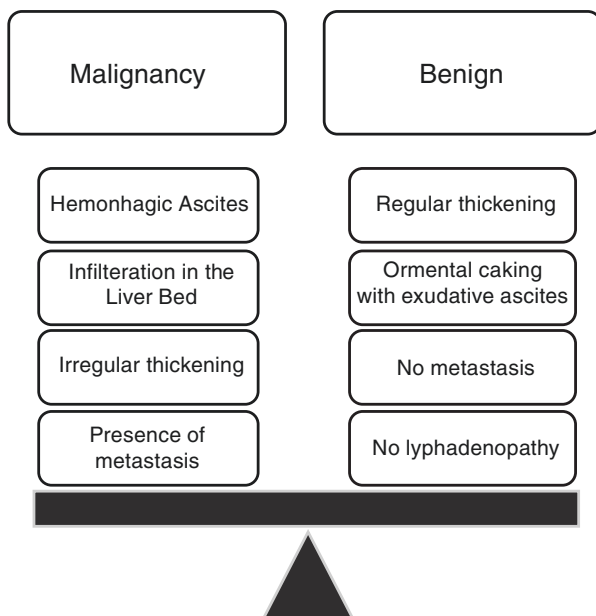 Malignancy
Benign
Hemonhagic Ascites
Regular thickening
Infilteration in the
Liver Bed
Ormental caking
with exudative ascites
Irregular thickening
No metastasis
Presence of
metastasis
No lyphadenopathy